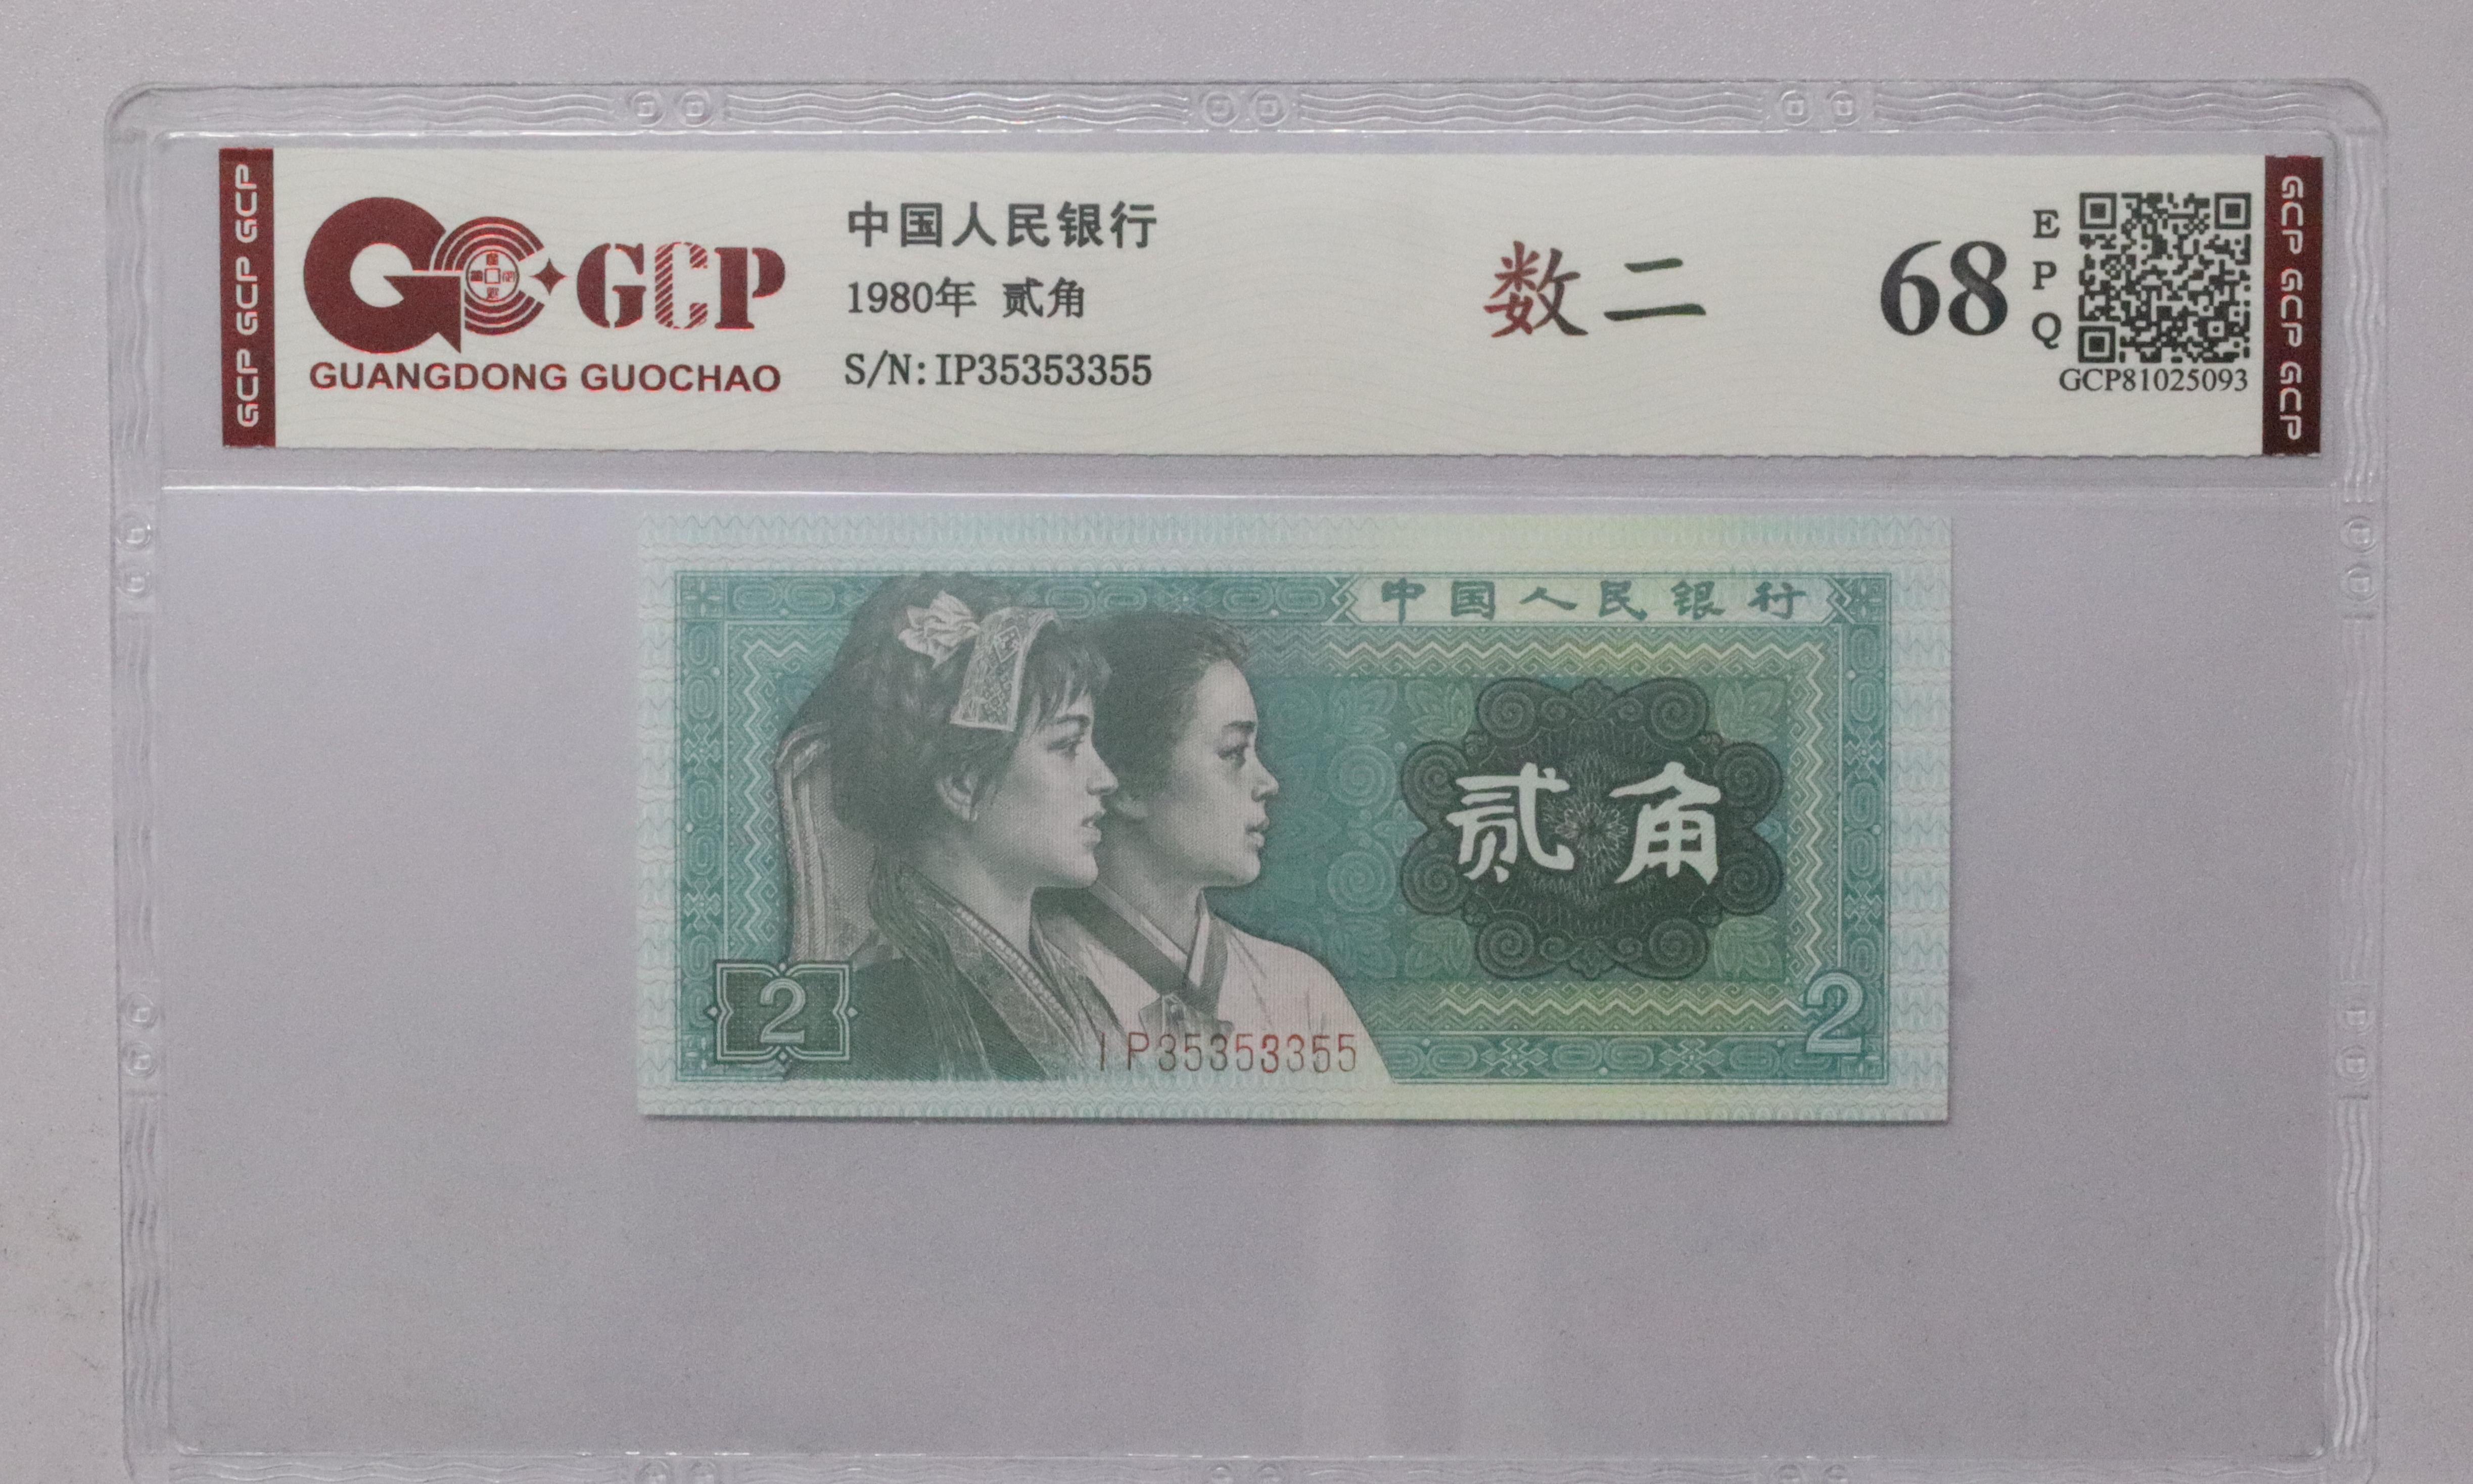 GCP GCP GCP
GCP
GUANGDONG GUOCHAO
中国人民银行
1980年 贰角
S/N: IP35353355
数二
68
EPQ
GCP81025093
GCP GCP GCP
中国人民银行
贰角
2
2
IP35353355